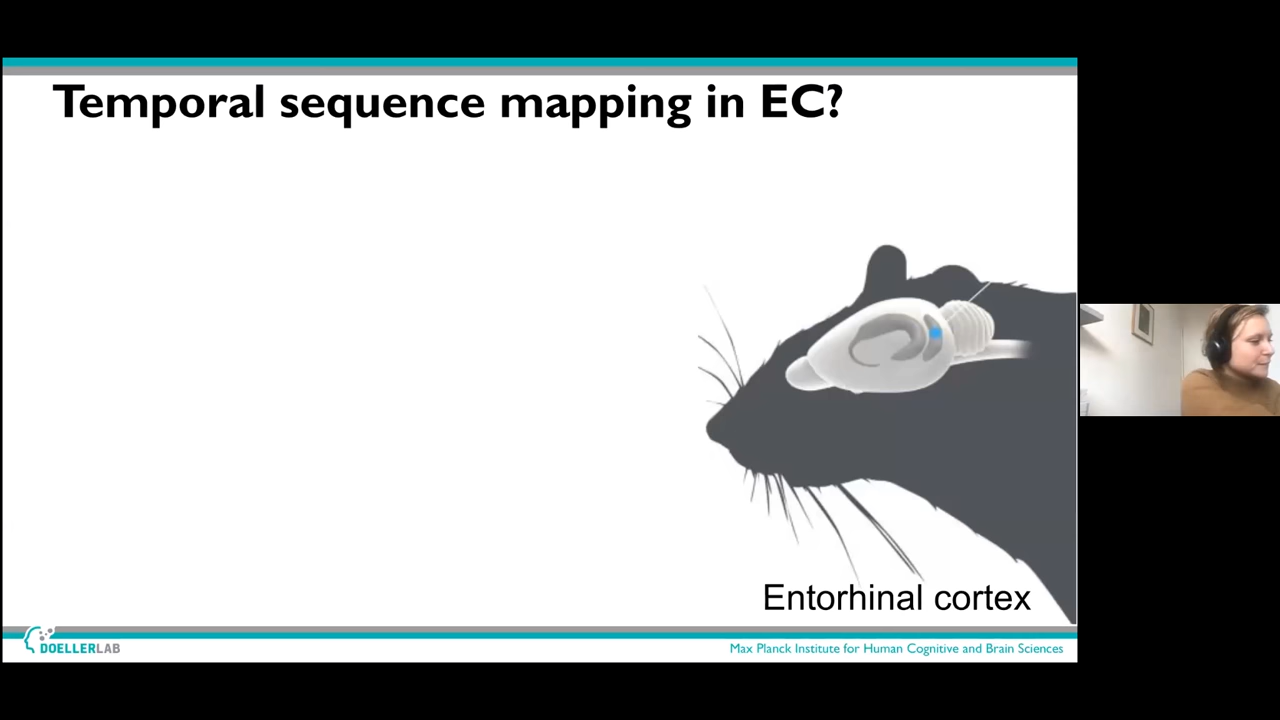 Temporal sequence mapping in EC?
Entorhinal cortex
DOELLERLAB
Max Planck Institute for Human Cognitive and Brain Sciences